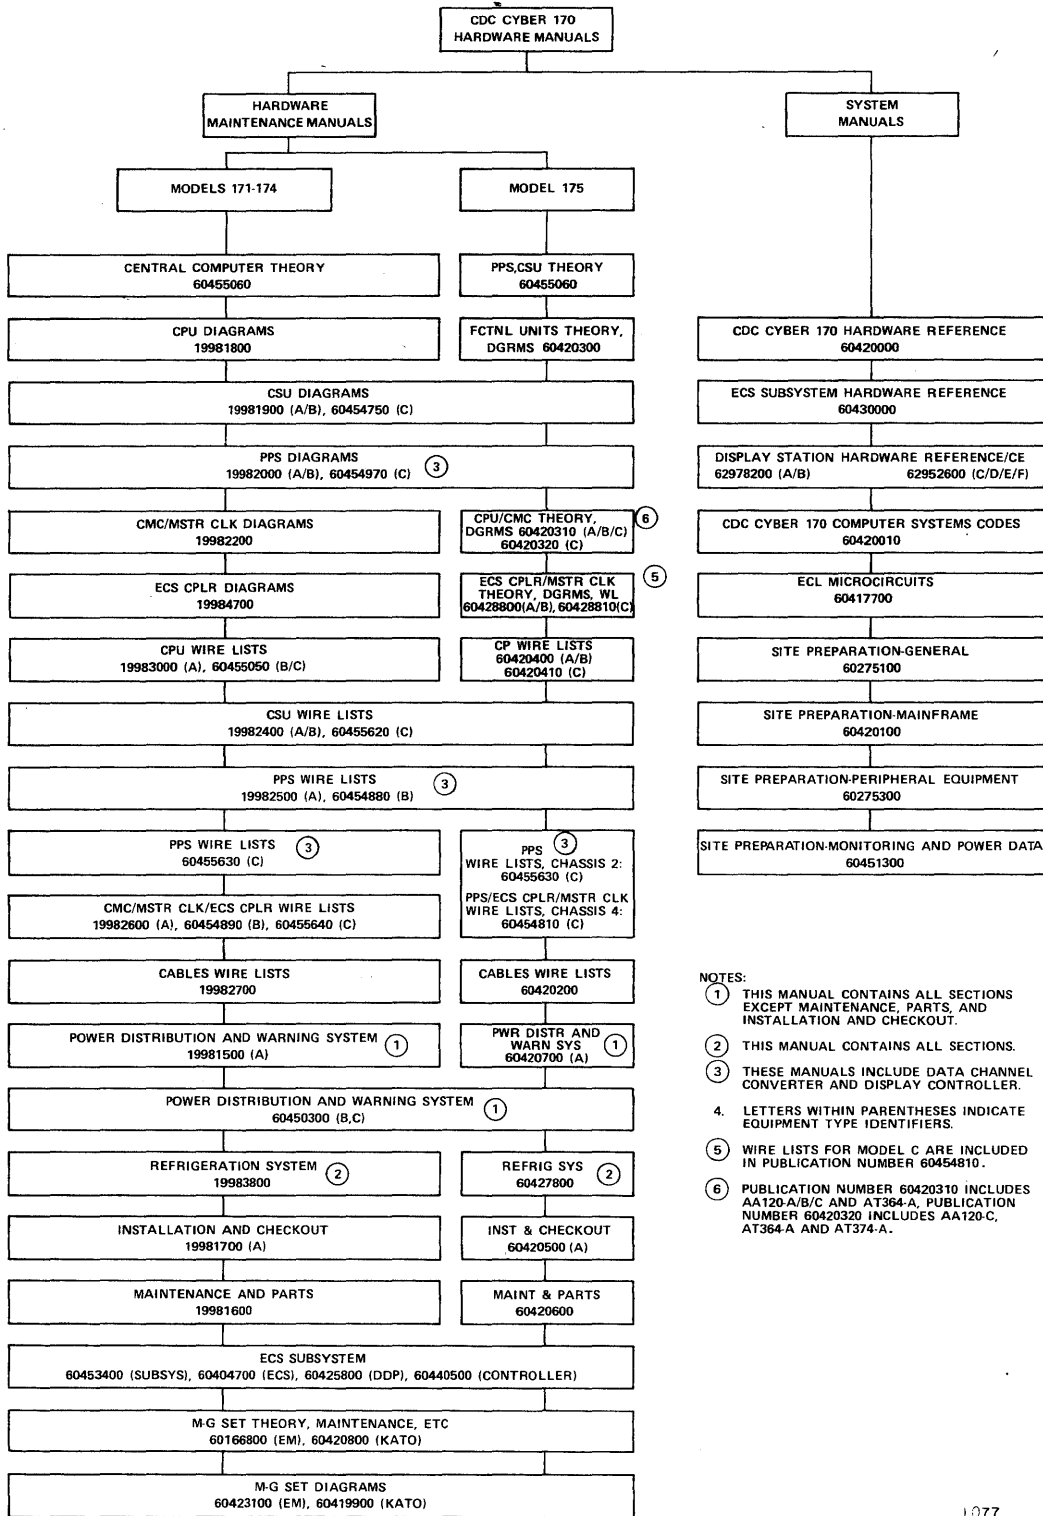 CDC CYBER 170
HARDWARE MANUALS
HARDWARE
MAINTENANCE MANUALS
SYSTEM
MANUALS
MODELS 171-174
MODEL 175
CENTRAL COMPUTER THEORY
60455060
PPS,CSU THEORY
60455060
CPU DIAGRAMS
19981800
FCTNL UNITS THEORY,
DGRMS 60420300
CSU DIAGRAMS
19981900 (A/B), 60454750 (C)
PPS DIAGRAMS
19982000 (A/B), 60454970 (C)
3
CMC/MSTR CLK DIAGRAMS
19982200
CPU/CMC THEORY,
DGRMS 60420310 (A/B/C)
60420320 (C)
6
ECS CPLR DIAGRAMS
19984700
ECS CPLR/MSTR CLK
THEORY, DGRMS, WL
60428800(A/B), 60428810(C)
5
CPU WIRE LISTS
19983000 (A), 60455050 (B/C)
CP WIRE LISTS
60420400 (A/B)
60420410 (C)
CSU WIRE LISTS
19982400 (A/B), 60455620 (C)
PPS WIRE LISTS
19982500 (A), 60454880 (B)
3
PPS WIRE LISTS
60455630 (C)
3
PPS 3
WIRE LISTS, CHASSIS 2:
60455630 (C)
PPS/ECS CPLR/MSTR CLK
WIRE LISTS, CHASSIS 4:
60454810 (C)
CMC/MSTR CLK/ECS CPLR WIRE LISTS
19982600 (A), 60454890 (B), 60455640 (C)
CABLES WIRE LISTS
19982700
CABLES WIRE LISTS
60420200
POWER DISTRIBUTION AND WARNING SYSTEM
19981500 (A)
1
PWR DISTR AND
WARN SYS
60420700 (A)
1
POWER DISTRIBUTION AND WARNING SYSTEM
60450300 (B,C)
1
REFRIGERATION SYSTEM
19983800
2
REFRIG SYS
60427800
2
INSTALLATION AND CHECKOUT
19981700 (A)
INST & CHECKOUT
60420500 (A)
MAINTENANCE AND PARTS
19981600
MAINT & PARTS
60420600
ECS SUBSYSTEM
60453400 (SUBSYS), 60404700 (ECS), 60425800 (DDP), 60440500 (CONTROLLER)
M-G SET THEORY, MAINTENANCE, ETC
60166800 (EM), 60420800 (KATO)
M-G SET DIAGRAMS
60423100 (EM), 60419900 (KATO)
CDC CYBER 170 HARDWARE REFERENCE
60420000
ECS SUBSYSTEM HARDWARE REFERENCE
60430000
DISPLAY STATION HARDWARE REFERENCE/CE
62978200 (A/B) 62952600 (C/D/E/F)
CDC CYBER 170 COMPUTER SYSTEMS CODES
60420010
ECL MICROCIRCUITS
60417700
SITE PREPARATION-GENERAL
60275100
SITE PREPARATION-MAINFRAME
60420100
SITE PREPARATION-PERIPHERAL EQUIPMENT
60275300
SITE PREPARATION-MONITORING AND POWER DATA
60451300
NOTES:
1 THIS MANUAL CONTAINS ALL SECTIONS
EXCEPT MAINTENANCE, PARTS, AND
INSTALLATION AND CHECKOUT.
2 THIS MANUAL CONTAINS ALL SECTIONS.
3 THESE MANUALS INCLUDE DATA CHANNEL
CONVERTER AND DISPLAY CONTROLLER.
4. LETTERS WITHIN PARENTHESES INDICATE
EQUIPMENT TYPE IDENTIFIERS.
5 WIRE LISTS FOR MODEL C ARE INCLUDED
IN PUBLICATION NUMBER 60454810.
6 PUBLICATION NUMBER 60420310 INCLUDES
AA120-A/B/C AND AT364-A, PUBLICATION
NUMBER 60420320 INCLUDES AA120-C,
AT364-A AND AT374-A.
1077